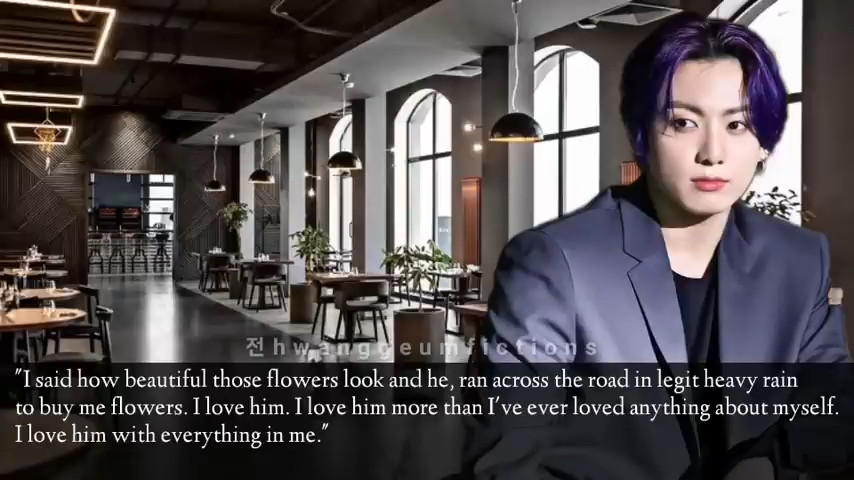 전hwanggeumfictions
"I said how beautiful those flowers look and he, ran across the road in legit heavy rain
to buy me flowers. I love him. I love him more than I've ever loved anything about myself.
I love him with everything in me."